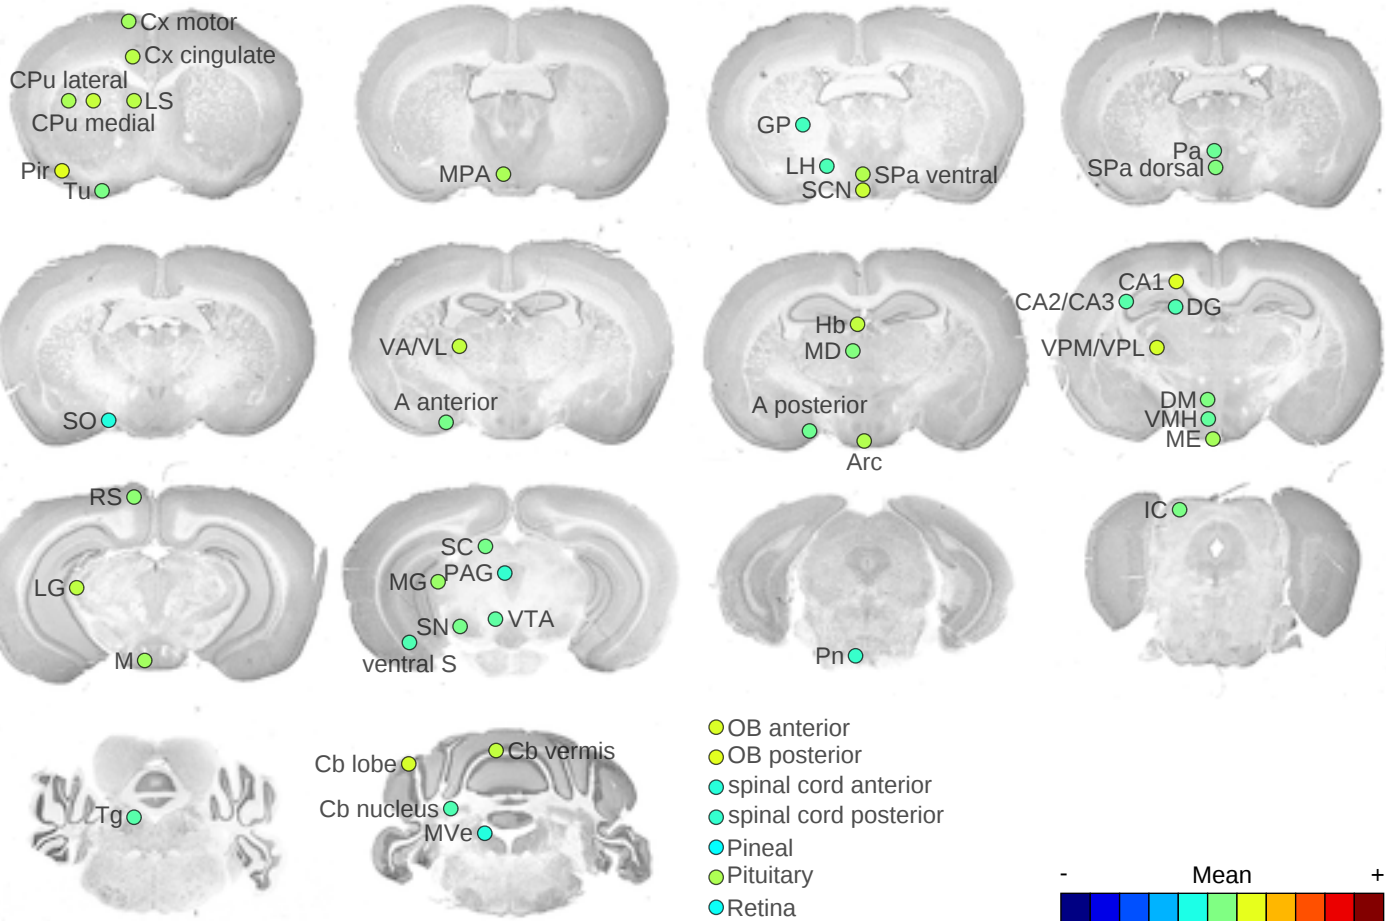 Cx motor
Cx cingulate
CPu lateral
LS
CPu medial
Pir
Tu
MPA
GP
LH
SPa ventral
SCN
Pa
SPa dorsal
SO
VA/VL
A anterior
Hb
MD
A posterior
Arc
CA1
CA2/CA3
DG
VPM/VPL
DM
VMH
ME
RS
LG
M
SC
PAG
MG
VTA
SN
ventral S
Pn
IC
Tg
Cb lobe
Cb vermis
Cb nucleus
MVe
OB anterior
OB posterior
spinal cord anterior
spinal cord posterior
Pineal
Pituitary
Retina
- Mean +